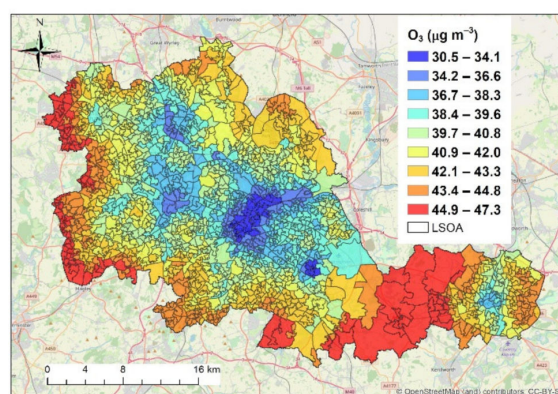 N
O₃ (µg m⁻³)
30.5 – 34.1
34.2 – 36.6
36.7 – 38.3
38.4 – 39.6
39.7 – 40.8
40.9 – 42.0
42.1 – 43.3
43.4 – 44.8
44.9 – 47.3
LSOA
0 4 8 16 km
© OpenStreetMap (and) contributors, CC-BY-S